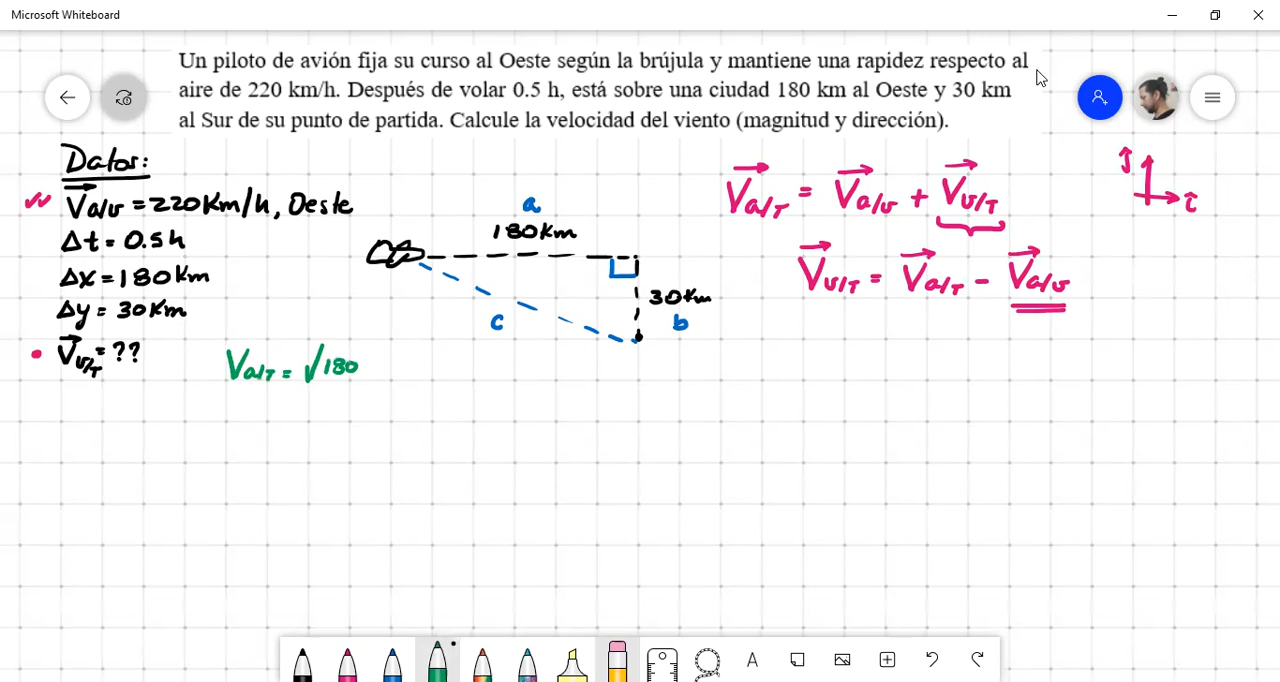 Microsoft Whiteboard
Un piloto de avión fija su curso al Oeste según la brújula y mantiene una rapidez respecto al
aire de 220 km/h. Después de volar 0.5 h, está sobre una ciudad 180 km al Oeste y 30 km
al Sur de su punto de partida. Calcule la velocidad del viento (magnitud y dirección).
Datos:
Va/v = 220 Km/h, Oeste
Δt = 0.5 h
Δx = 180 Km
Δy = 30 Km
Vv/T = ??
a
180 Km
30 Km
b
c
Va/T = √180
Va/T = Va/v + Vv/T
Vv/T = Va/T - Va/v
J
i
A